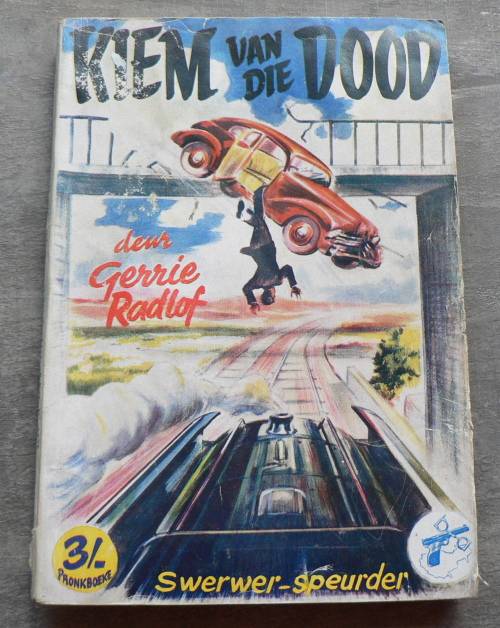 KIEM VAN DIE DOOD
deur
Gerrie
Radlof
3/-
PRONKBOEKE
Swerwer-speurder